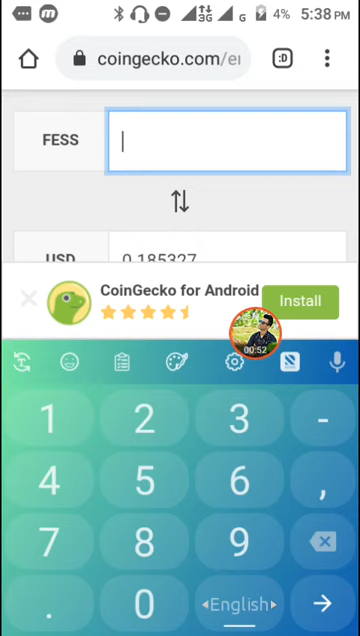 3G G 4% 5:38 PM
coingecko.com/e
:D
FESS
USD 0.185327
CoinGecko for Android
Install
00:52
1 2 3 -
4 5 6 ,
7 8 9
. 0 English